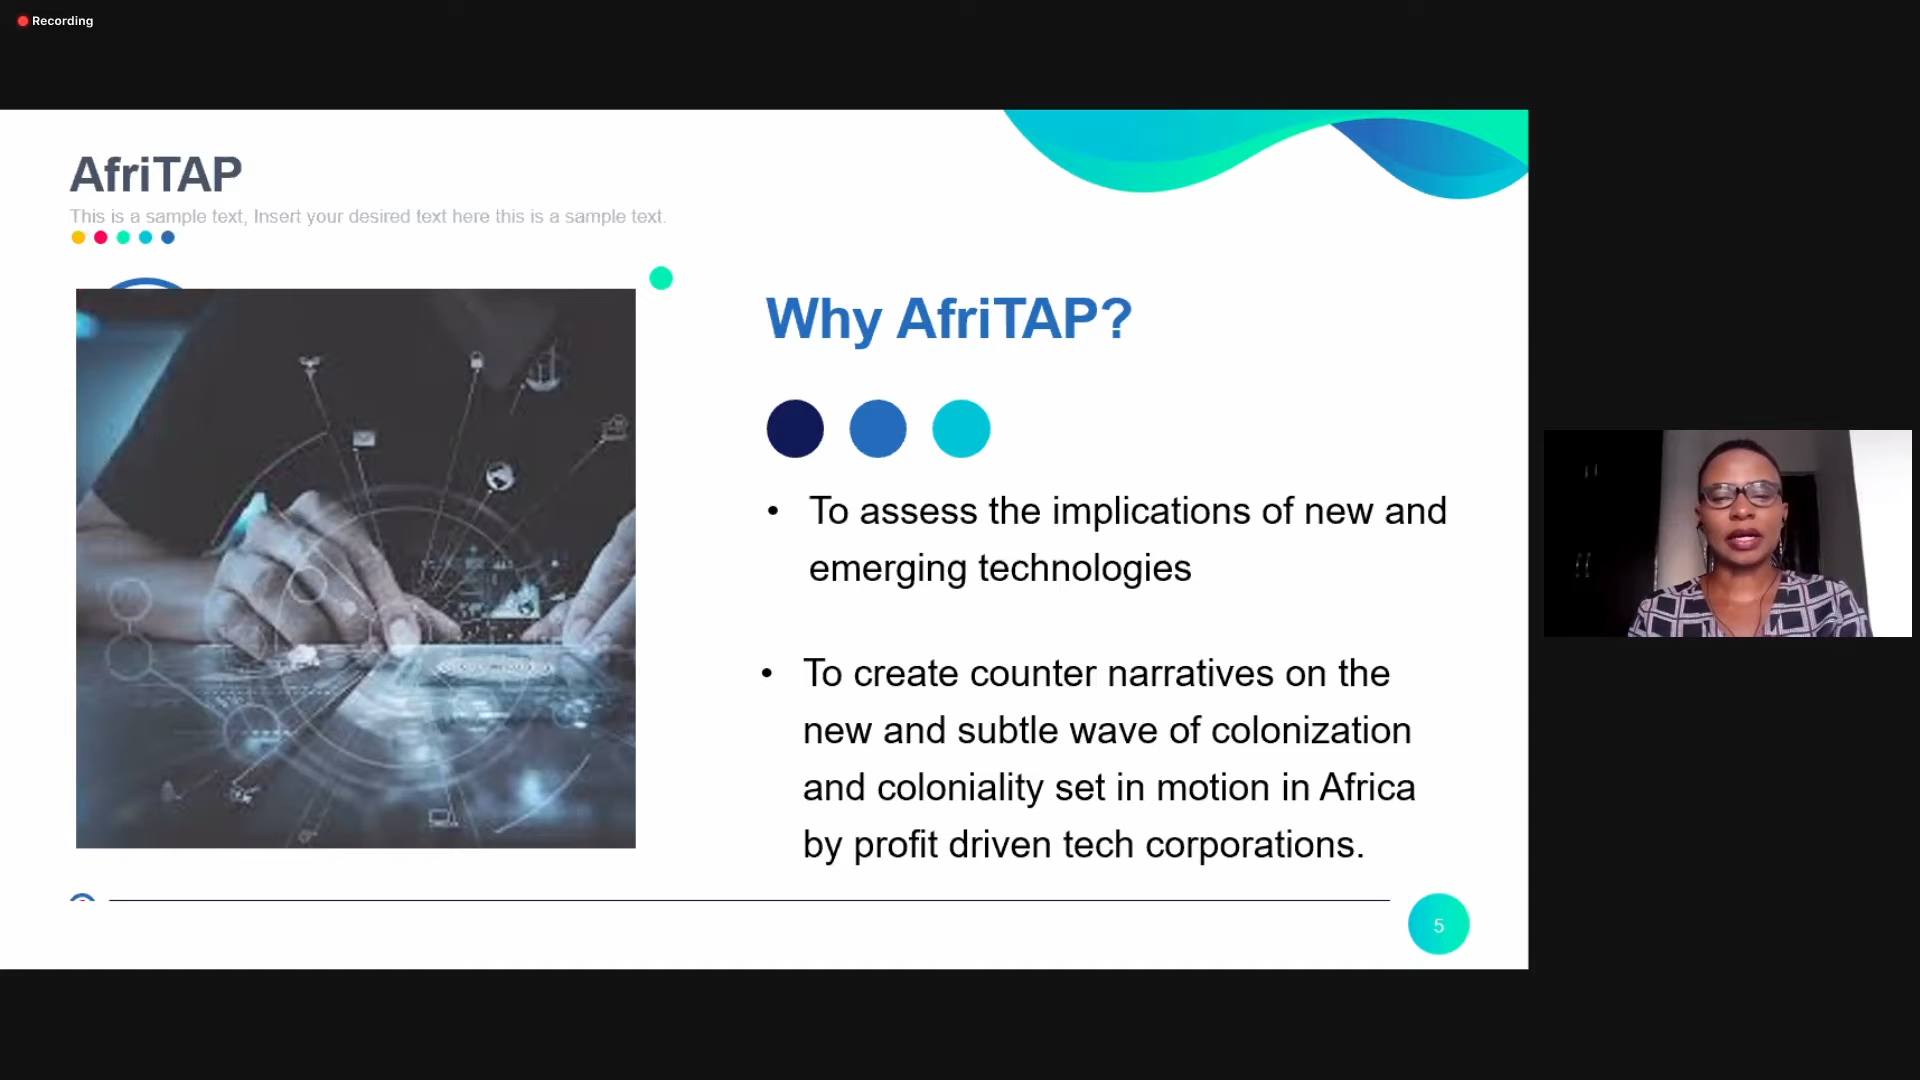 Recording
AfriTAP
This is a sample text, Insert your desired text here this is a sample text.
Why AfriTAP?
• To assess the implications of new and
emerging technologies
• To create counter narratives on the
new and subtle wave of colonization
and coloniality set in motion in Africa
by profit driven tech corporations.
5